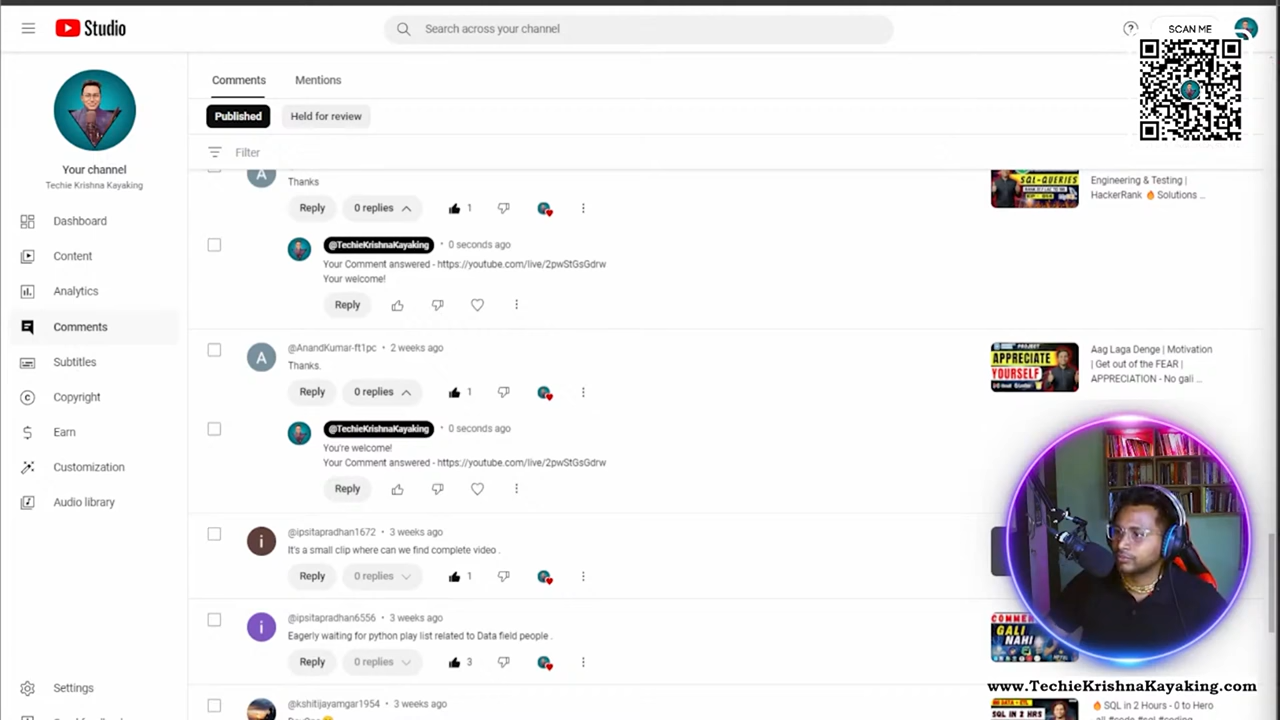 Studio
Search across your channel
SCAN ME
Your channel
Techie Krishna Kayaking
Dashboard
Content
Analytics
Comments
Subtitles
Copyright
Earn
Customization
Audio library
Settings
Comments
Mentions
Published
Held for review
Filter
A
Thanks
Reply
0 replies
1
SQL-QUERIES
Engineering & Testing |
HackerRank 🔥 Solutions ...
@TechieKrishnaKayaking • 0 seconds ago
Your Comment answered - https://youtube.com/live/2pwStGsGdrw
Your welcome!
Reply
A
@AnandKumar-ft1pc • 2 weeks ago
Thanks.
Reply
0 replies
1
PROJECT
APPRECIATE
YOURSELF
Aag Laga Denge | Motivation
| Get out of the FEAR |
APPRECIATION - No gali ...
@TechieKrishnaKayaking • 0 seconds ago
You're welcome!
Your Comment answered - https://youtube.com/live/2pwStGsGdrw
Reply
i
@ipsitapradhan1672 • 3 weeks ago
It's a small clip where can we find complete video .
Reply
0 replies
1
i
@ipsitapradhan6556 • 3 weeks ago
Eagerly waiting for python play list related to Data field people .
Reply
0 replies
3
GALI
NAHI
www.TechieKrishnaKayaking.com
@kshitijayamgar1954 • 3 weeks ago
SQL IN 2 HRS
🔥 SQL in 2 Hours - 0 to Hero